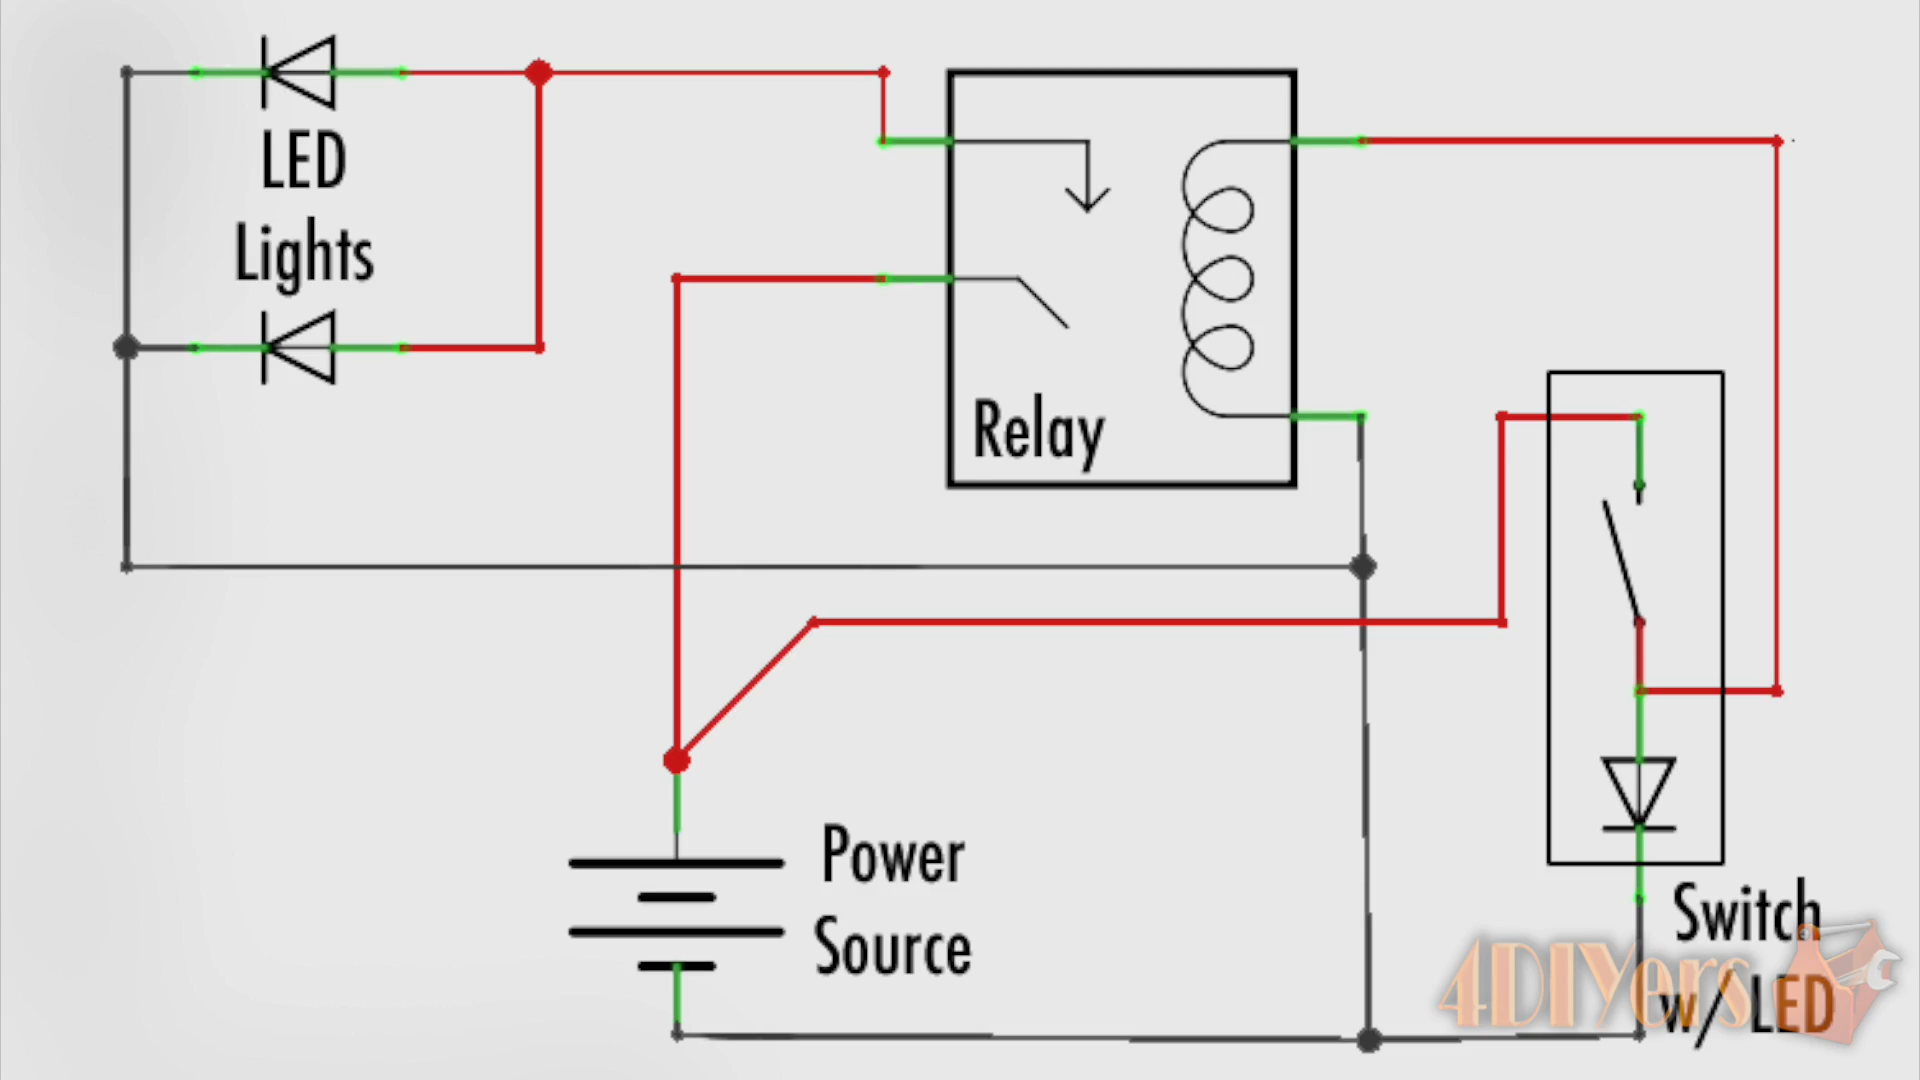 LED
Lights
Relay
Power
Source
Switch
w/ LED
4DIYers